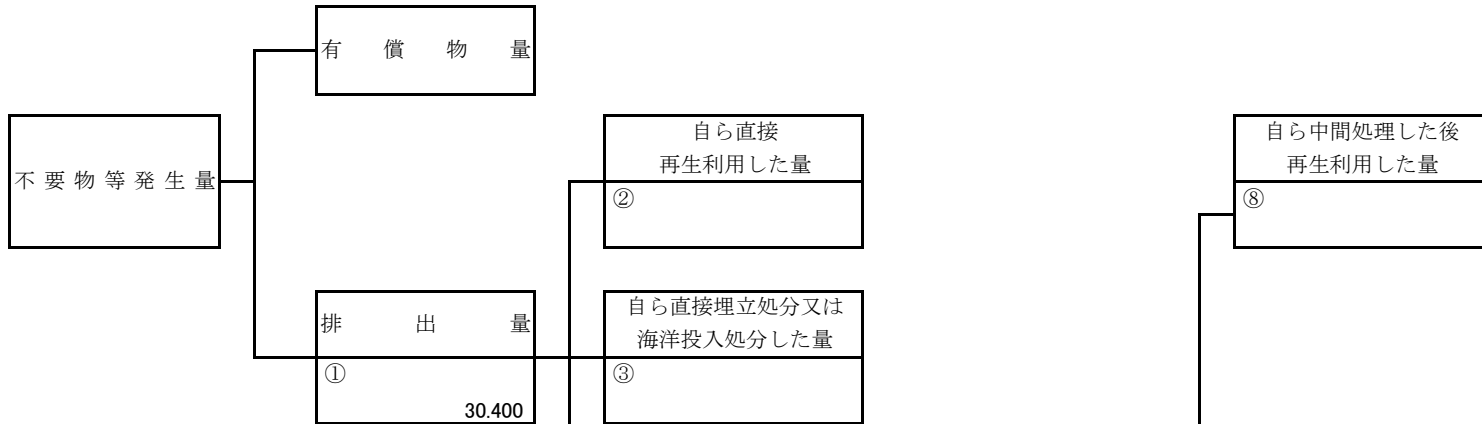 有償物量
不要物等発生量
自ら直接
再生利用した量
②
自ら中間処理した後
再生利用した量
⑧
排出量
①
30.400
自ら直接埋立処分又は
海洋投入処分した量
③